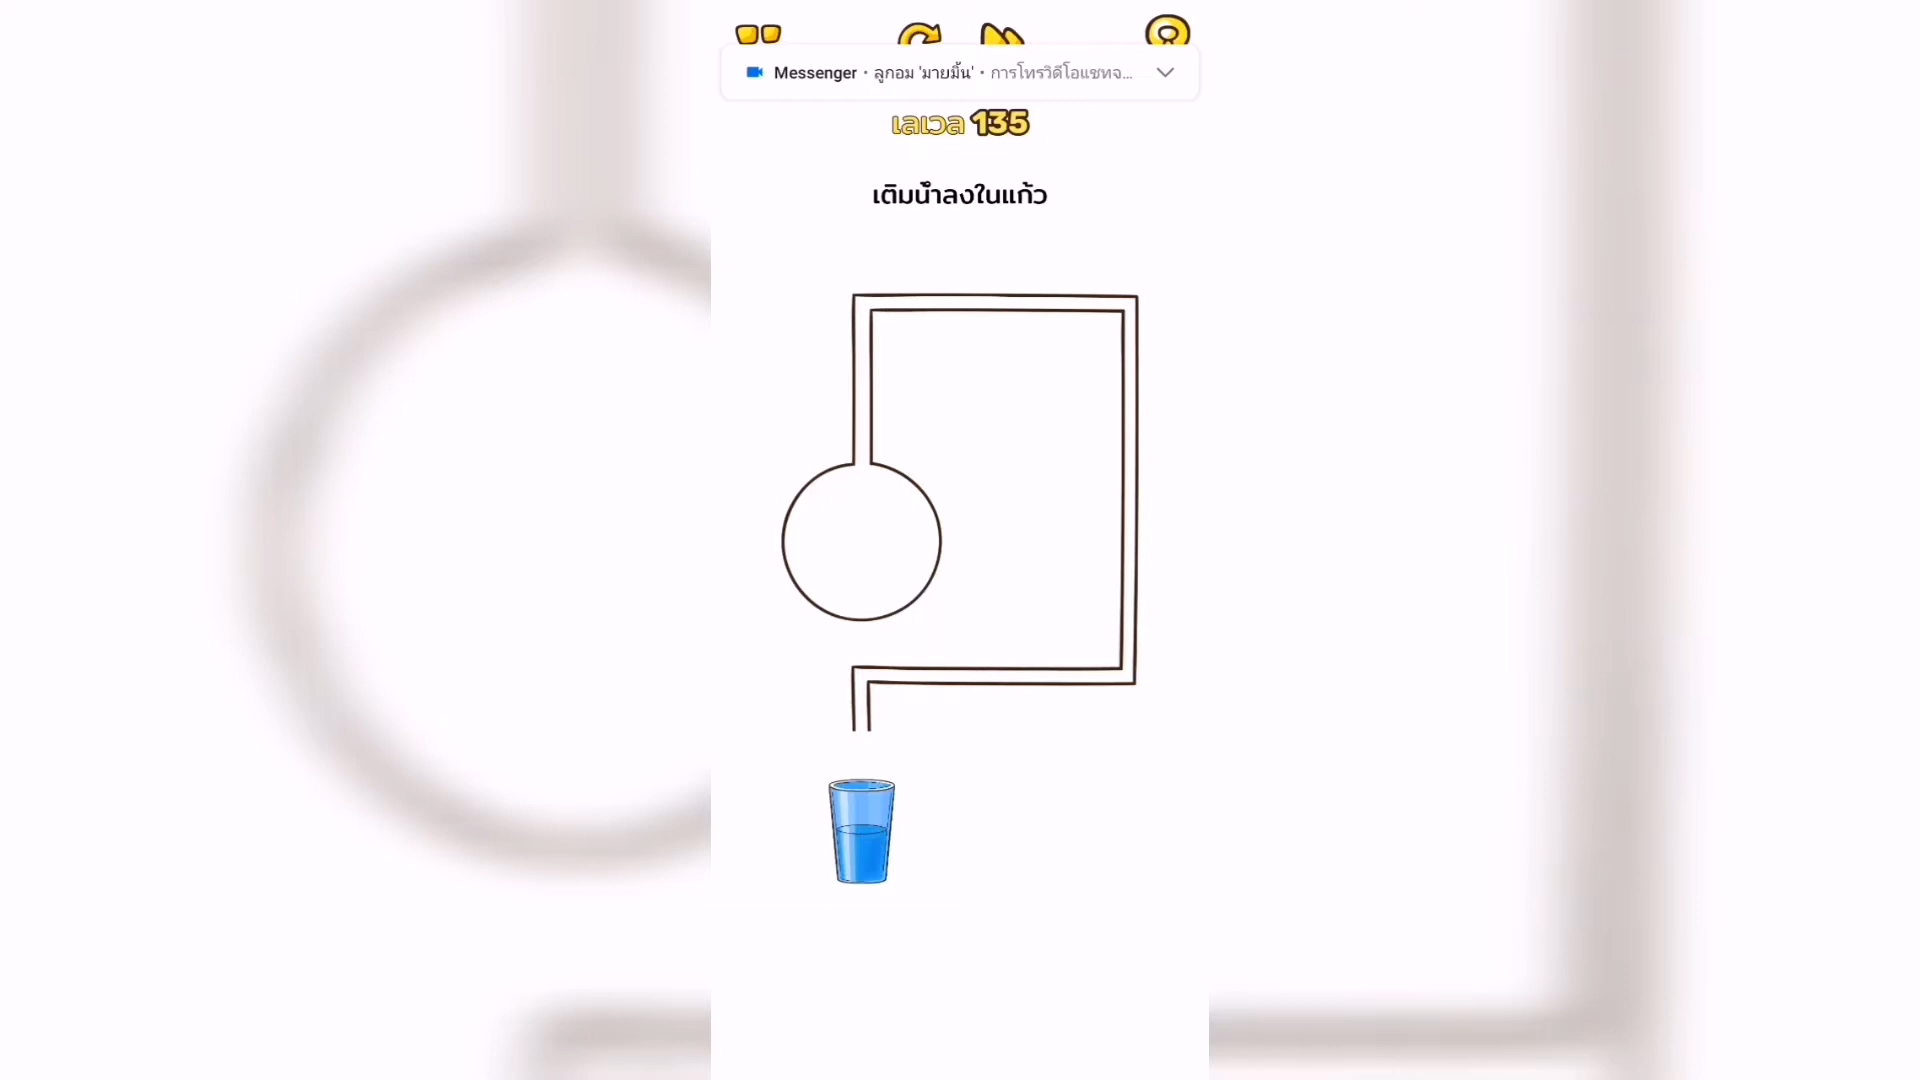 Messenger • ลูกอม 'มายมิ้น' • การโทรวิดีโอแชทจ...
เลเวล 135
เติมน้ำลงในแก้ว